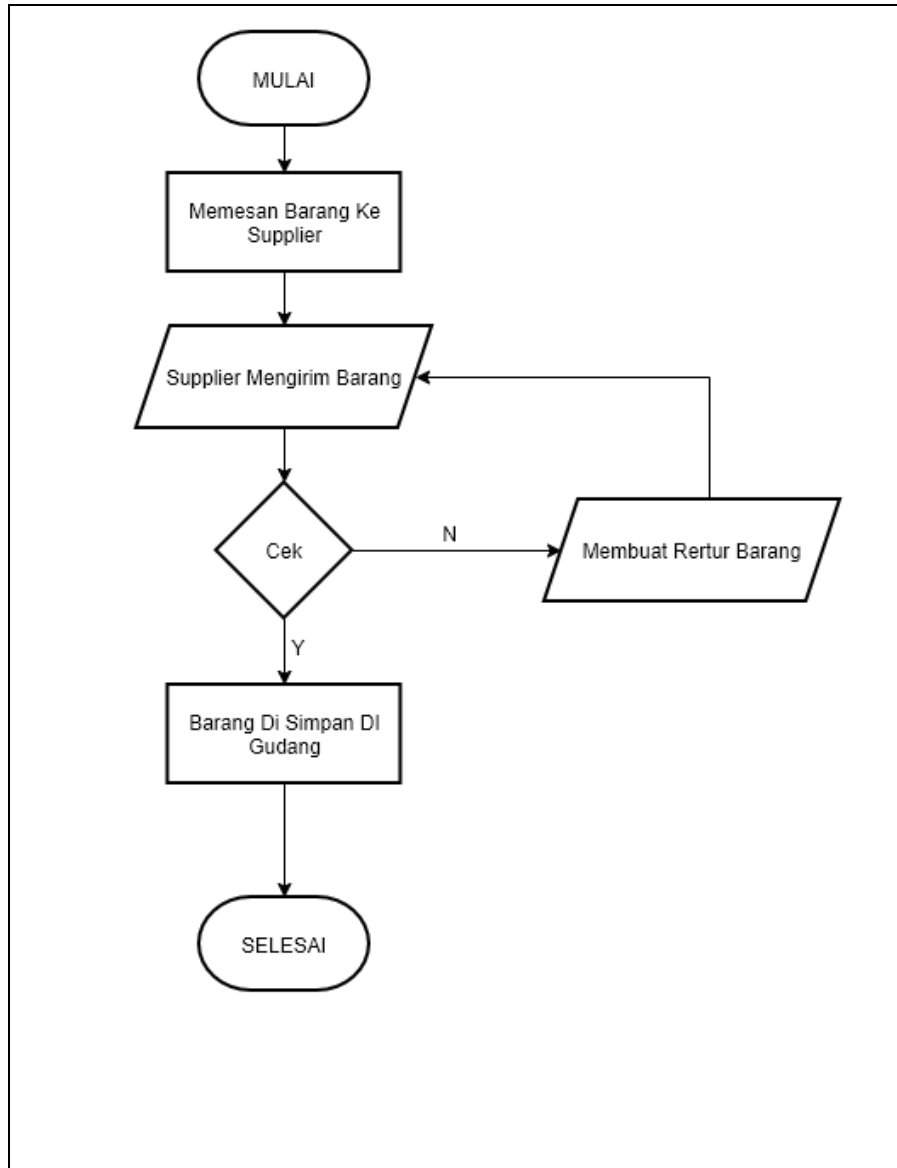 MULAI
Memesan Barang Ke
Supplier
Supplier Mengirim Barang
Cek
N
Membuat Rertur Barang
Y
Barang Di Simpan DI
Gudang
SELESAI